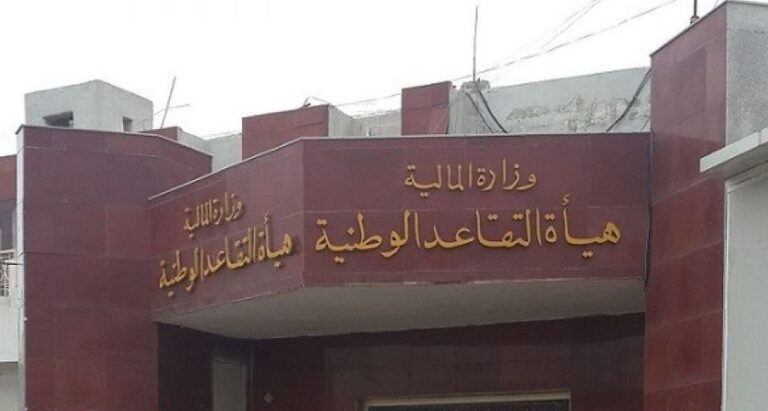 وزارة المالية
هيأة التقاعد الوطنية
وزارة المالية
هيأة التقاعد الوطنية